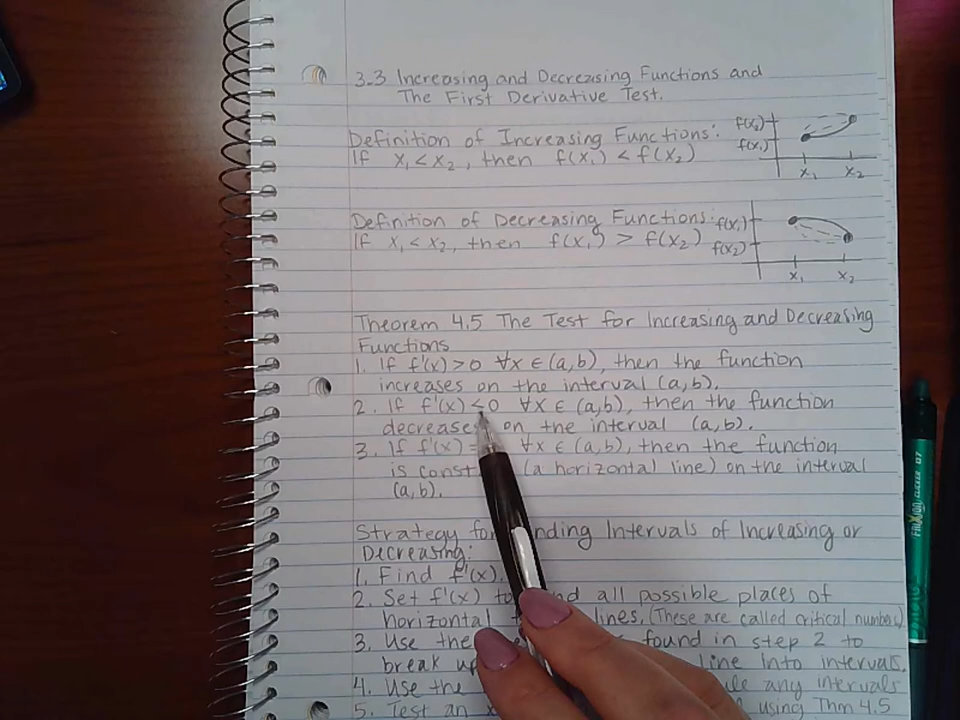 3.3 Increasing and Decreasing Functions and
The First Derivative Test.
Definition of Increasing Functions:
If x₁ < x₂, then f(x₁) < f(x₂)
f(x₂)
f(x₁)
x₁ x₂
Definition of Decreasing Functions:
If x₁ < x₂, then f(x₁) > f(x₂)
f(x₁)
f(x₂)
x₁ x₂
Theorem 4.5 The Test for Increasing and Decreasing
Functions
1. If f'(x) > 0 ∀x ∈ (a,b), then the function
increases on the interval (a,b).
2. If f'(x) < 0 ∀x ∈ (a,b), then the function
decreases on the interval (a,b).
3. If f'(x) = ∀x ∈ (a,b), then the function
is (a horizontal line) on the interval
(a,b).
Strategy for Intervals of Increasing or
Decreasing:
1. Find f'(x).
2. Set f'(x) all possible places of
horizontal lines. (These are called critical numbers)
3. Use the found in step 2 to
break up line into intervals.
4. Use the any intervals
5. Test an using Thm 4.5
FRIXION CLICKER 07